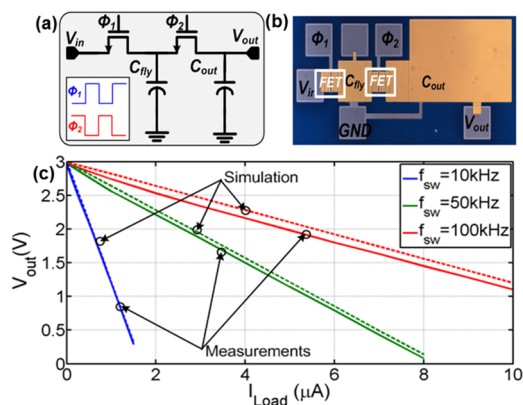 (a)
Φ1
Φ2
Vin
Vout
Cfly
Cout
Φ1
Φ2
(b)
Φ1
Φ2
Vin
FET
Cfly
FET
Cout
GND
Vout
(c)
Simulation
Measurements
fsw=10kHz
fsw=50kHz
fsw=100kHz
Vout(V)
3
2.5
2
1.5
1
0.5
0
0
2
4
6
8
10
ILoad (μA)